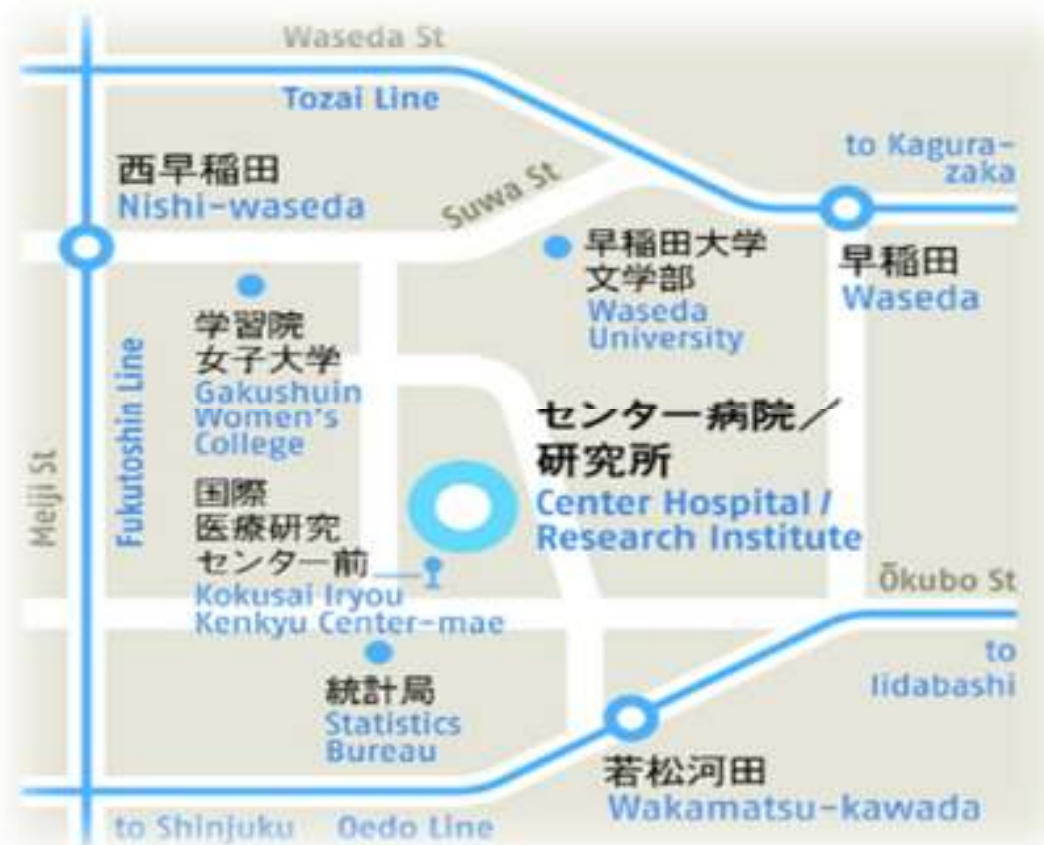 Waseda St
Tozai Line
to Kagura-
zaka
西早稲田
Nishi-waseda
Suwa St
早稲田大学
文学部
Waseda
University
早稲田
Waseda
学習院
女子大学
Gakushuin
Women's
College
Fukutoshin Line
Meiji St
センター病院／
研究所
Center Hospital /
Research Institute
国際
医療研究
センター前
Kokusai Iryou
Kenkyu Center-mae
Ōkubo St
to
Iidabashi
統計局
Statistics
Bureau
若松河田
Wakamatsu-kawada
to Shinjuku
Oedo Line